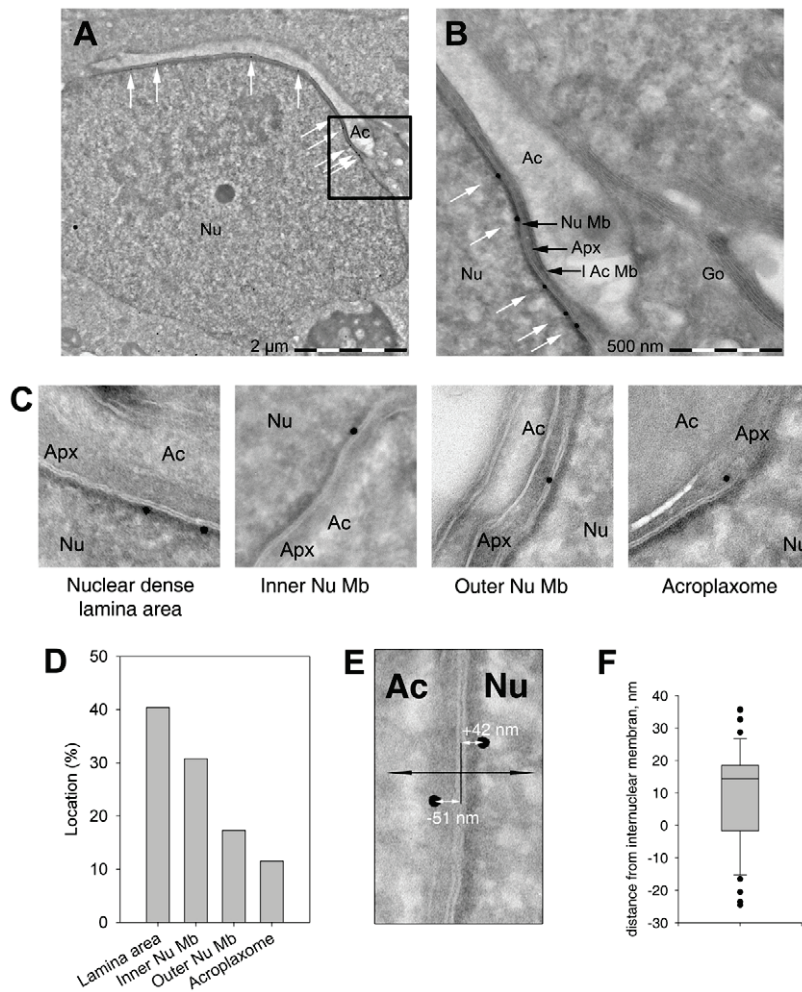 A
Ac
Nu
2 µm
B
Ac
Nu Mb
Apx
I Ac Mb
Nu
Go
500 nm
C
Apx
Ac
Nu
Nuclear dense
lamina area
Nu
Ac
Apx
Inner Nu Mb
Ac
Apx
Nu
Outer Nu Mb
Ac
Apx
Nu
Acroplaxome
D
Location (%)
50
40
30
20
10
0
Lamina area
Inner Nu Mb
Outer Nu Mb
Acroplaxome
E
Ac
Nu
+42 nm
-51 nm
F
distance from internuclear membran, nm
40
30
20
10
0
-10
-20
-30